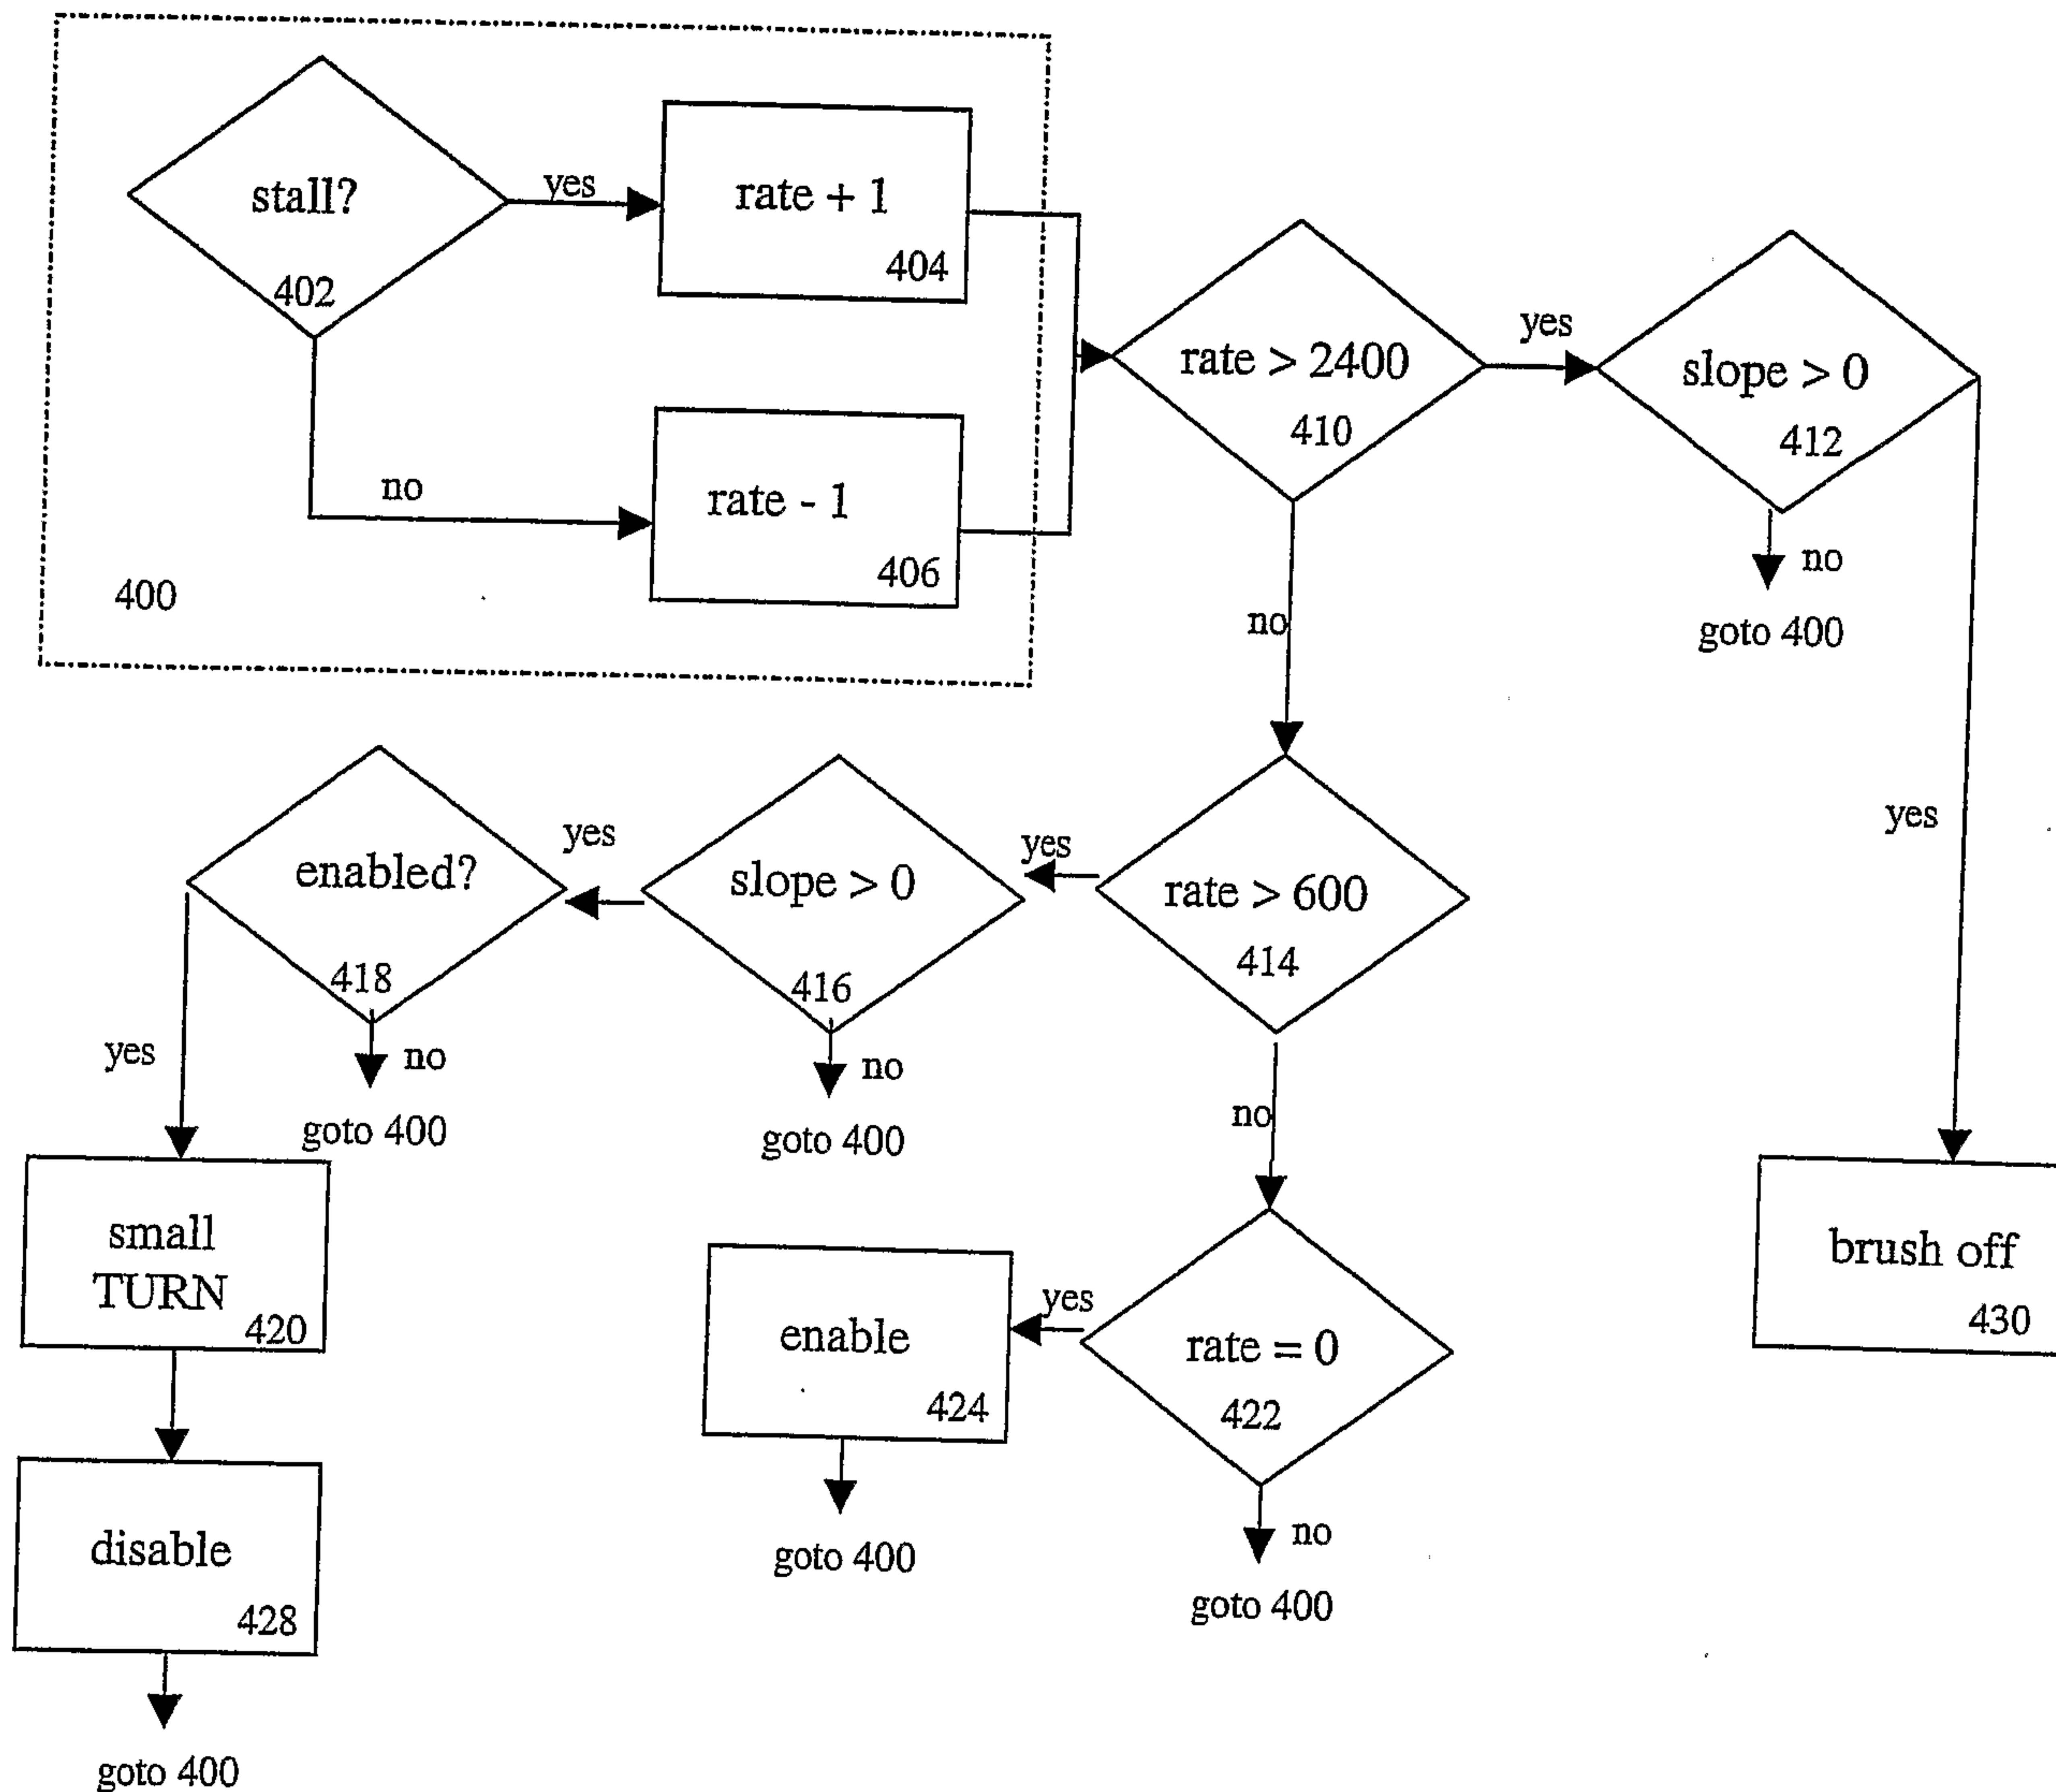 stall?
402
yes
rate + 1
404
no
rate - 1
406
400
rate > 2400
410
yes
slope > 0
412
no
goto 400
yes
no
rate > 600
414
yes
slope > 0
416
no
goto 400
yes
enabled?
418
no
goto 400
yes
small
TURN
420
disable
428
goto 400
no
rate = 0
422
yes
enable
424
goto 400
no
goto 400
brush off
430